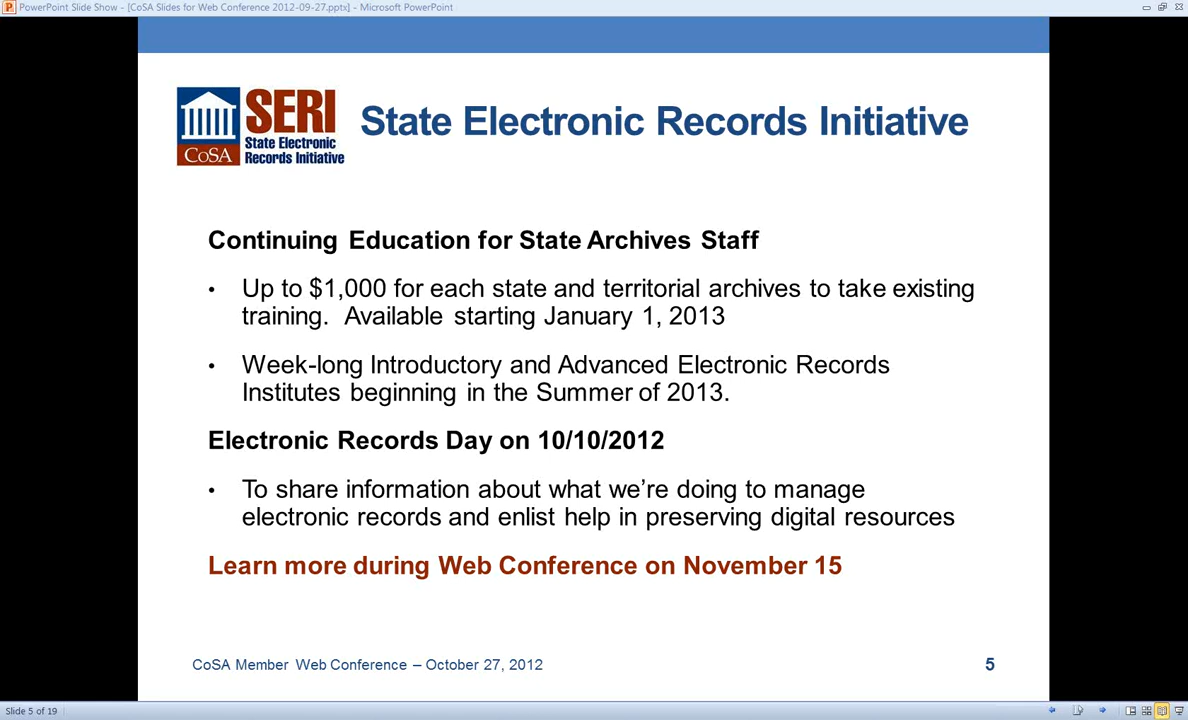 PowerPoint Slide Show - [CoSA Slides for Web Conference 2012-09-27.pptx] - Microsoft PowerPoint
SERI
State Electronic
Records Initiative
CoSA
State Electronic Records Initiative
Continuing Education for State Archives Staff
• Up to $1,000 for each state and territorial archives to take existing
training. Available starting January 1, 2013
• Week-long Introductory and Advanced Electronic Records
Institutes beginning in the Summer of 2013.
Electronic Records Day on 10/10/2012
• To share information about what we’re doing to manage
electronic records and enlist help in preserving digital resources
Learn more during Web Conference on November 15
CoSA Member Web Conference – October 27, 2012
5
Slide 5 of 19